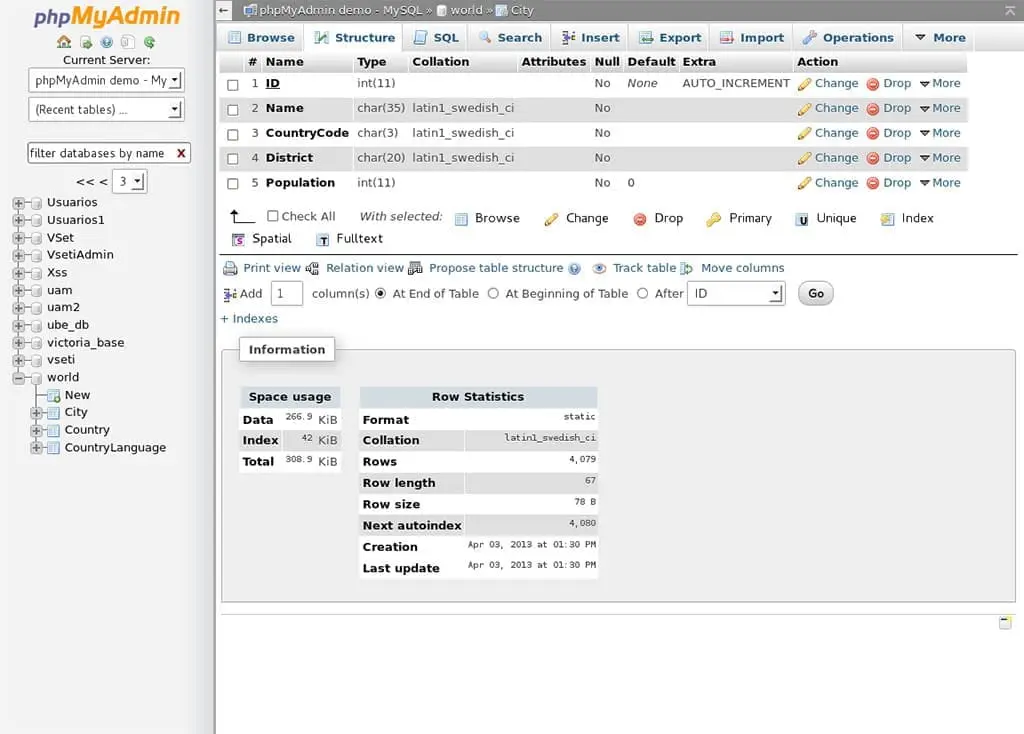 phpMyAdmin
Current Server:
phpMyAdmin demo - My
(Recent tables) ...
filter databases by name X
<< < 3
Usuarios
Usuarios1
VSet
VsetiAdmin
Xss
uam
uam2
ube_db
victoria_base
vseti
world
New
City
Country
CountryLanguage
← phpMyAdmin demo - MySQL » world » City
Browse Structure SQL Search Insert Export Import Operations More
# Name Type Collation Attributes Null Default Extra Action
1 ID int(11) No None AUTO_INCREMENT Change Drop More
2 Name char(35) latin1_swedish_ci No Change Drop More
3 CountryCode char(3) latin1_swedish_ci No Change Drop More
4 District char(20) latin1_swedish_ci No Change Drop More
5 Population int(11) No 0 Change Drop More
Check All With selected: Browse Change Drop Primary U Unique Index
S Spatial T Fulltext
Print view Relation view Propose table structure ? Track table Move columns
Add 1 column(s) At End of Table At Beginning of Table After ID Go
+ Indexes
Information
Space usage
Data 266.9 KiB
Index 42 KiB
Total 308.9 KiB
Row Statistics
Format static
Collation latin1_swedish_ci
Rows 4,079
Row length 67
Row size 78 B
Next autoindex 4,080
Creation Apr 03, 2013 at 01:30 PM
Last update Apr 03, 2013 at 01:30 PM